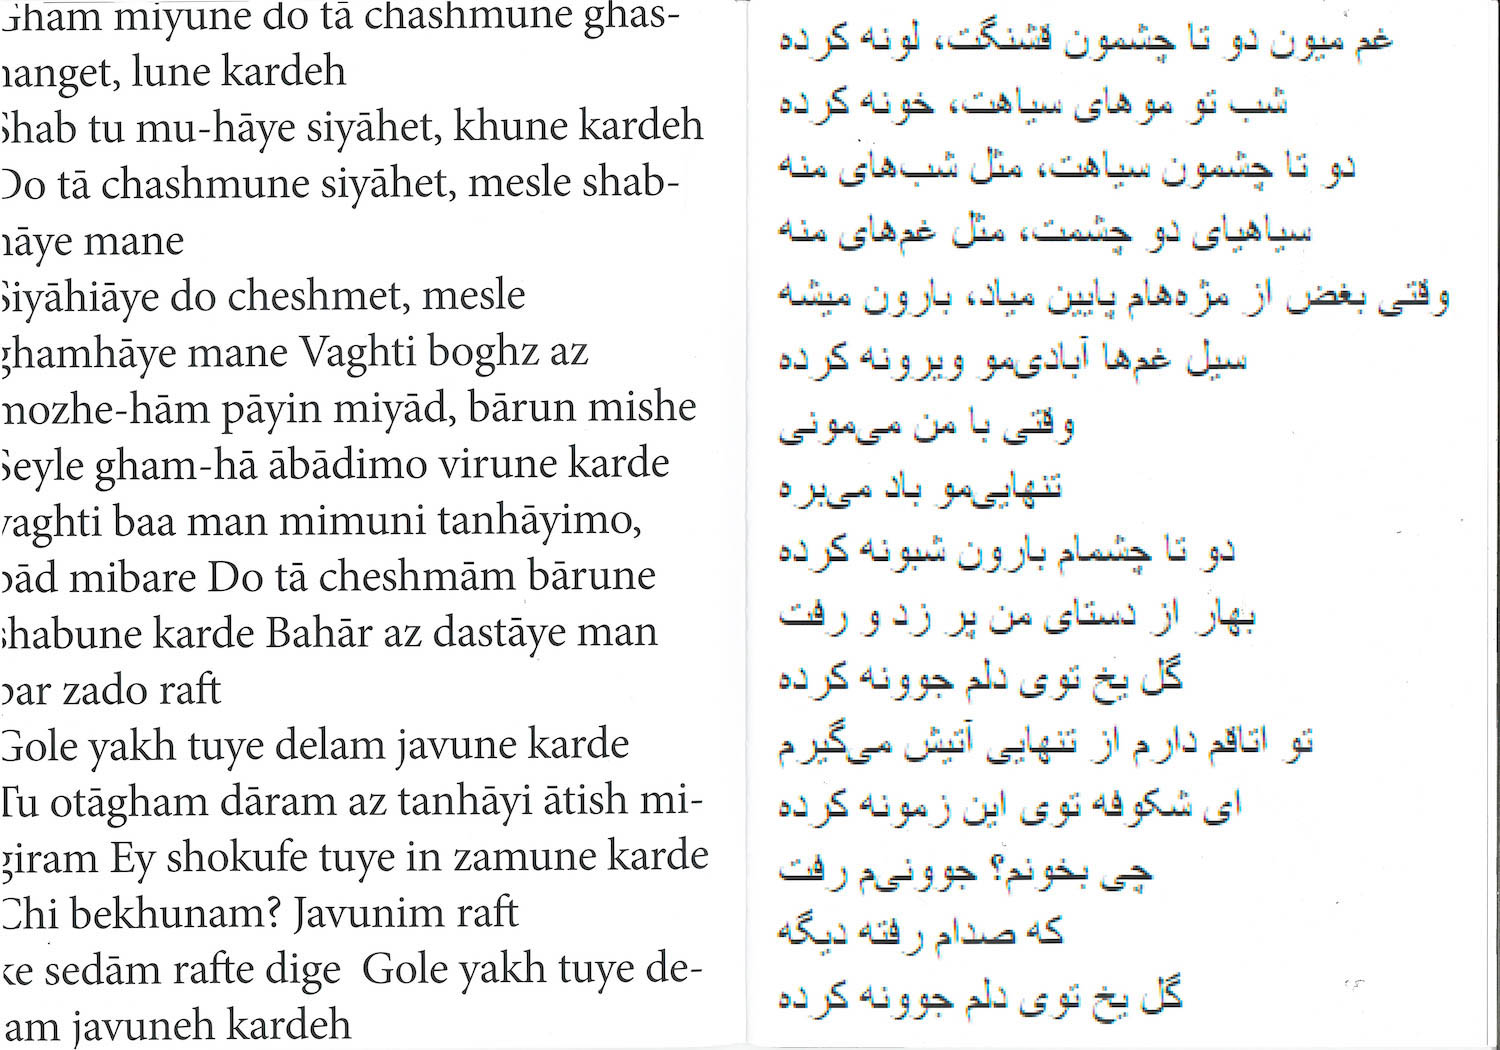 Gham miyune do tā chashmune ghas-
hanget, lune kardeh
Shab tu mu-hāye siyāhet, khune kardeh
Do tā chashmune siyāhet, mesle shab-
hāye mane
Siyāhiāye do cheshmet, mesle
ghamhāye mane Vaghti boghz az
mozhe-hām pāyin miyād, bārun mishe
Seyle gham-hā ābādimo virune karde
vaghti baa man mimuni tanhāyimo,
bād mibare Do tā cheshmām bārune
shabune karde Bahār az dastāye man
par zado raft
Gole yakh tuye delam javune karde
Tu otāgham dāram az tanhāyi ātish mi-
giram Ey shokufe tuye in zamune karde
Chi bekhunam? Javunim raft
ke sedām rafte dige Gole yakh tuye de-
am javuneh kardeh
غم میون دو تا چشمون قشنگت، لونه کرده
شب تو موهای سیاهت، خونه کرده
دو تا چشمون سیاهت، مثل شب‌های منه
سیاهیای دو چشمت، مثل غم‌های منه
وقتی بغض از مژه‌هام پایین میاد، بارون میشه
سیل غم‌ها آبادی‌مو ویرونه کرده
وقتی با من می‌مونی
تنهایی‌مو باد می‌بره
دو تا چشمام بارون شبونه کرده
بهار از دستای من پر زد و رفت
گل یخ توی دلم جوونه کرده
تو اتاقم دارم از تنهایی آتیش می‌گیرم
ای شکوفه توی این زمونه کرده
چی بخونم؟ جوونی‌م رفت
که صدام رفته دیگه
گل یخ توی دلم جوونه کرده